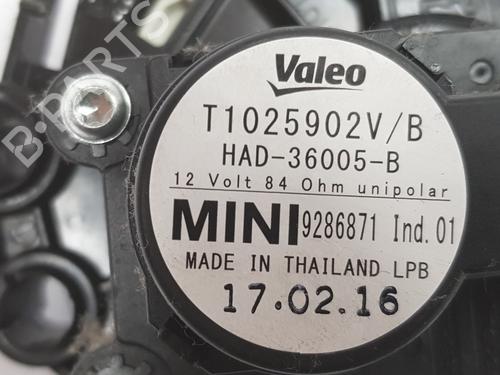 B-PARTS
Valeo
T1025902V/B
HAD-36005-B
12 Volt 84 Ohm unipolar
MINI 9286871 Ind.01
MADE IN THAILAND LPB
17.02.16